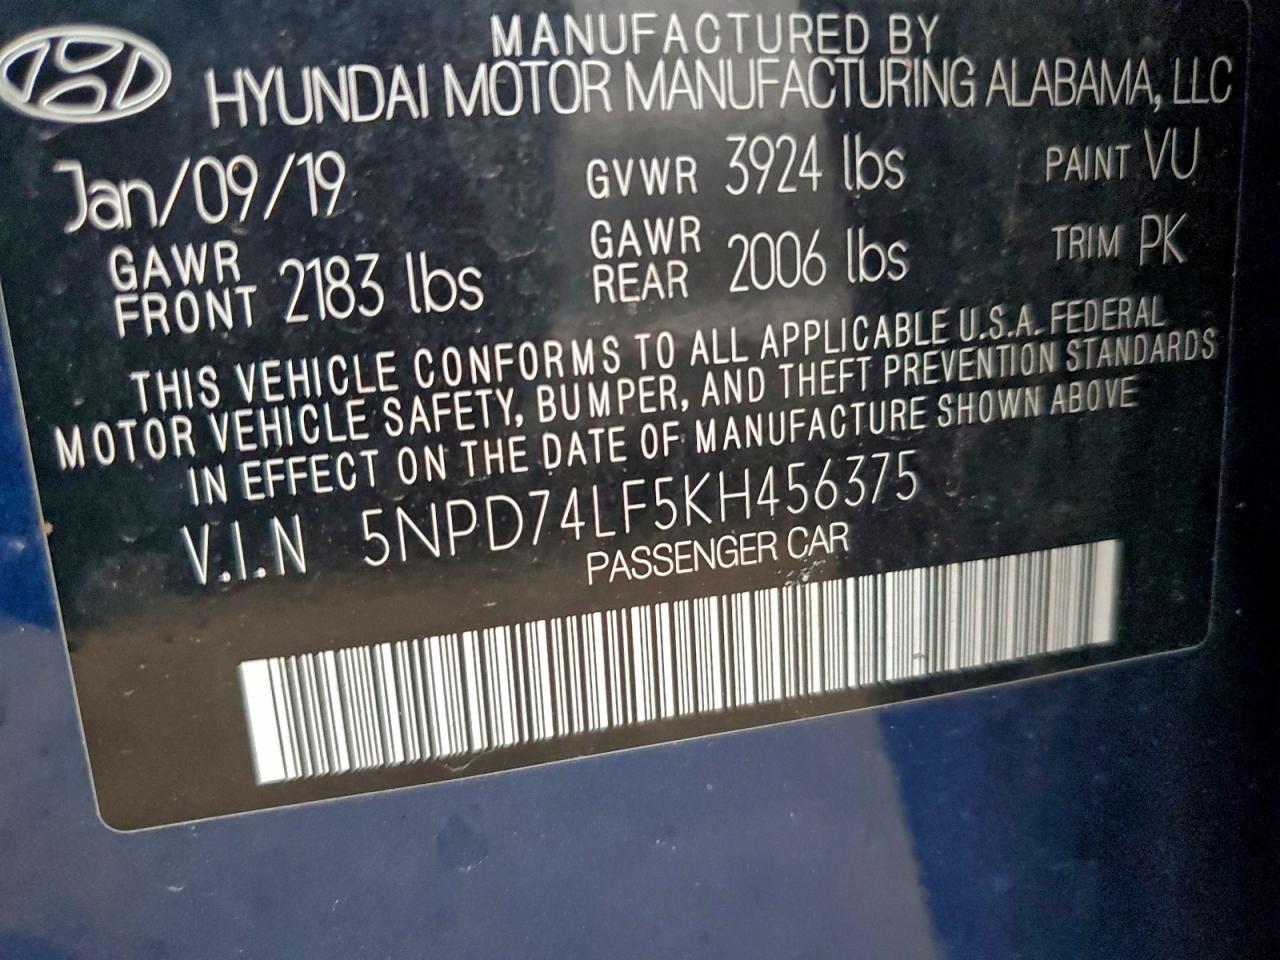 MANUFACTURED BY
HYUNDAI MOTOR MANUFACTURING ALABAMA, LLC
Jan/09/19 GVWR 3924 lbs PAINT VU
GAWR FRONT 2183 lbs GAWR REAR 2006 lbs TRIM PK
THIS VEHICLE CONFORMS TO ALL APPLICABLE U.S.A. FEDERAL
MOTOR VEHICLE SAFETY, BUMPER, AND THEFT PREVENTION STANDARDS
IN EFFECT ON THE DATE OF MANUFACTURE SHOWN ABOVE
V.I.N 5NPD74LF5KH456375
PASSENGER CAR